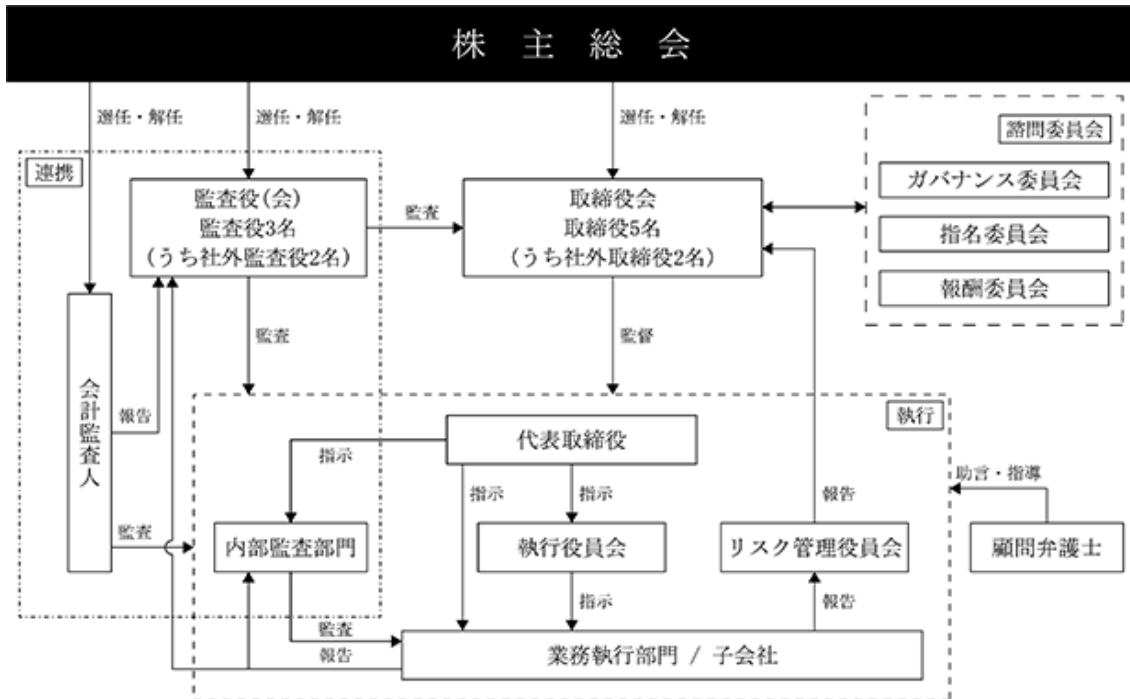 株主総会
選任・解任
選任・解任
選任・解任
諮問委員会
連携
ガバナンス委員会
監査役(会)
監査役3名
(うち社外監査役2名)
監査
取締役会
取締役5名
(うち社外取締役2名)
指名委員会
報酬委員会
監査
監督
会計監査人
報告
執行
代表取締役
指示
指示
指示
報告
助言・指導
監査
内部監査部門
執行役員会
リスク管理役員会
顧問弁護士
指示
報告
監査
報告
業務執行部門 / 子会社